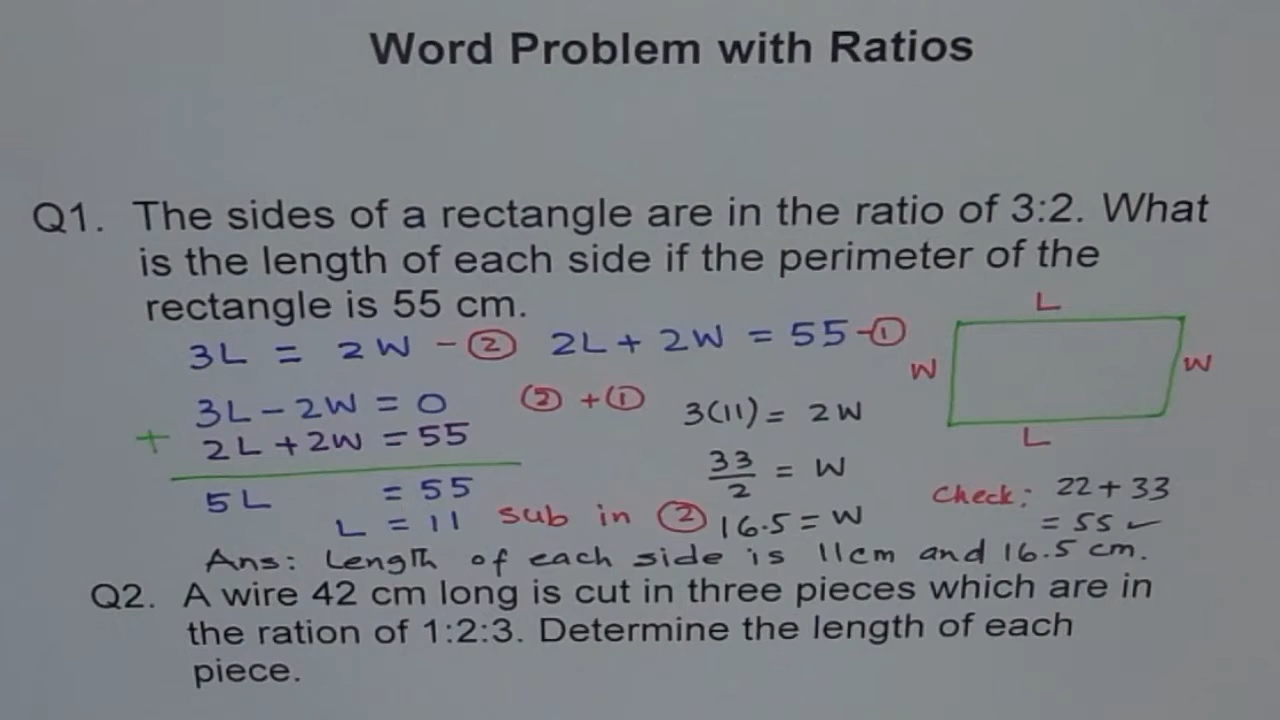 Word Problem with Ratios
Q1. The sides of a rectangle are in the ratio of 3:2. What
is the length of each side if the perimeter of the
rectangle is 55 cm.
3L = 2W - ② 2L + 2W = 55 - ①
3L - 2W = 0 ② + ①
+ 2L + 2W = 55
5L = 55
L = 11 sub in ②
3(11) = 2W
33/2 = W
16.5 = W
L
W
W
L
Check: 22 + 33
= 55 ✓
Ans: Length of each side is 11cm and 16.5 cm.
Q2. A wire 42 cm long is cut in three pieces which are in
the ration of 1:2:3. Determine the length of each
piece.